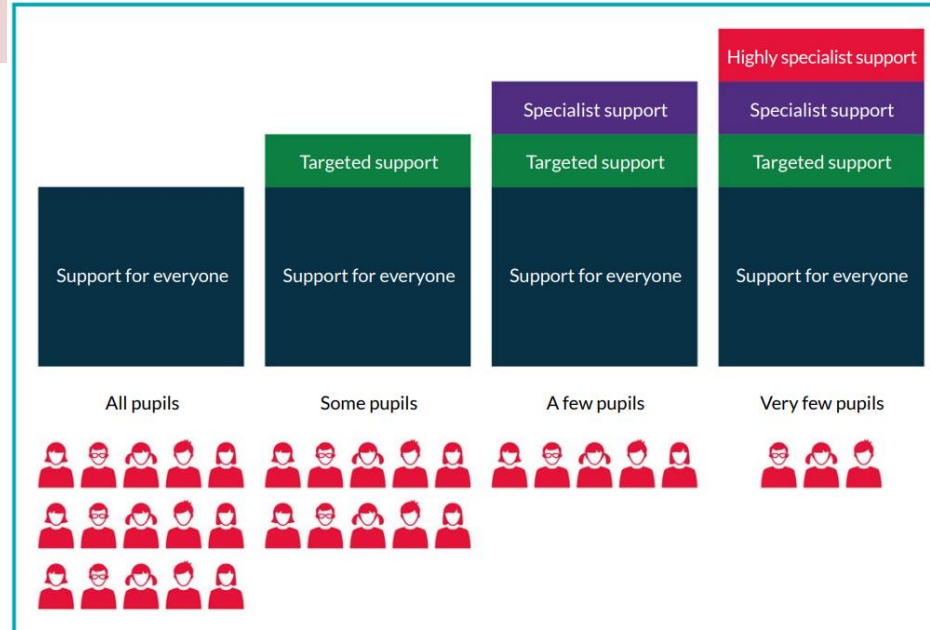 Highly specialist support
Specialist support
Specialist support
Targeted support
Targeted support
Targeted support
Support for everyone
Support for everyone
Support for everyone
Support for everyone
All pupils
Some pupils
A few pupils
Very few pupils